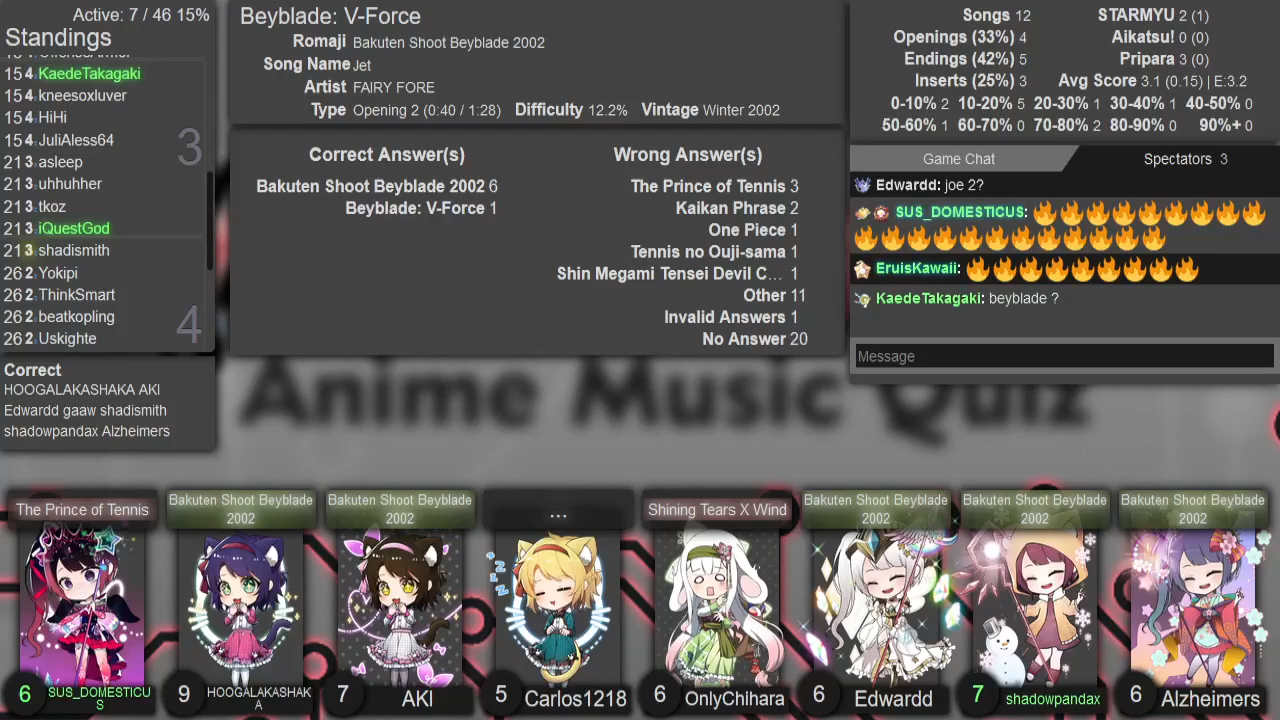 Active: 7 / 46 15%
Standings
15 4 KaedeTakagaki
15 4 kneesoxluver
15 4 HiHi
15 4 JuliAless64
21 3 asleep
21 3 uhhuhher
21 3 tkoz
21 3 iQuestGod
21 3 shadismith
26 2 Yokipi
26 2 ThinkSmart
26 2 beatkopling
26 2 Uskighte
3
4
Correct
HOOGALAKASHAKA AKI
Edwardd gaaw shadismith
shadowpandax Alzheimers
Beyblade: V-Force
Romaji Bakuten Shoot Beyblade 2002
Song Name Jet
Artist FAIRY FORE
Type Opening 2 (0:40 / 1:28) Difficulty 12.2% Vintage Winter 2002
Correct Answer(s)
Bakuten Shoot Beyblade 2002 6
Beyblade: V-Force 1
Wrong Answer(s)
The Prince of Tennis 3
Kaikan Phrase 2
One Piece 1
Tennis no Ouji-sama 1
Shin Megami Tensei Devil C... 1
Other 11
Invalid Answers 1
No Answer 20
Songs 12 STARMYU 2 (1)
Openings (33%) 4 Aikatsu! 0 (0)
Endings (42%) 5 Pripara 3 (0)
Inserts (25%) 3 Avg Score 3.1 (0.15) | E:3.2
0-10% 2 10-20% 5 20-30% 1 30-40% 1 40-50% 0
50-60% 1 60-70% 0 70-80% 2 80-90% 0 90%+ 0
Game Chat Spectators 3
Edwardd: joe 2?
SUS_DOMESTICUS: 🔥🔥🔥🔥🔥🔥🔥🔥🔥
🔥🔥🔥🔥🔥🔥🔥🔥🔥🔥🔥🔥
EruisKawaii: 🔥🔥🔥🔥🔥🔥🔥🔥🔥
KaedeTakagaki: beyblade ?
Message
Anime Music Quiz
The Prince of Tennis
Bakuten Shoot Beyblade
2002
Bakuten Shoot Beyblade
2002
...
Shining Tears X Wind
Bakuten Shoot Beyblade
2002
Bakuten Shoot Beyblade
2002
Bakuten Shoot Beyblade
2002
6 SUS_DOMESTICU
S
9 HOOGALAKASHAK
A
7 AKI
5 Carlos1218
6 OnlyChihara
6 Edwardd
7 shadowpandax
6 Alzheimers